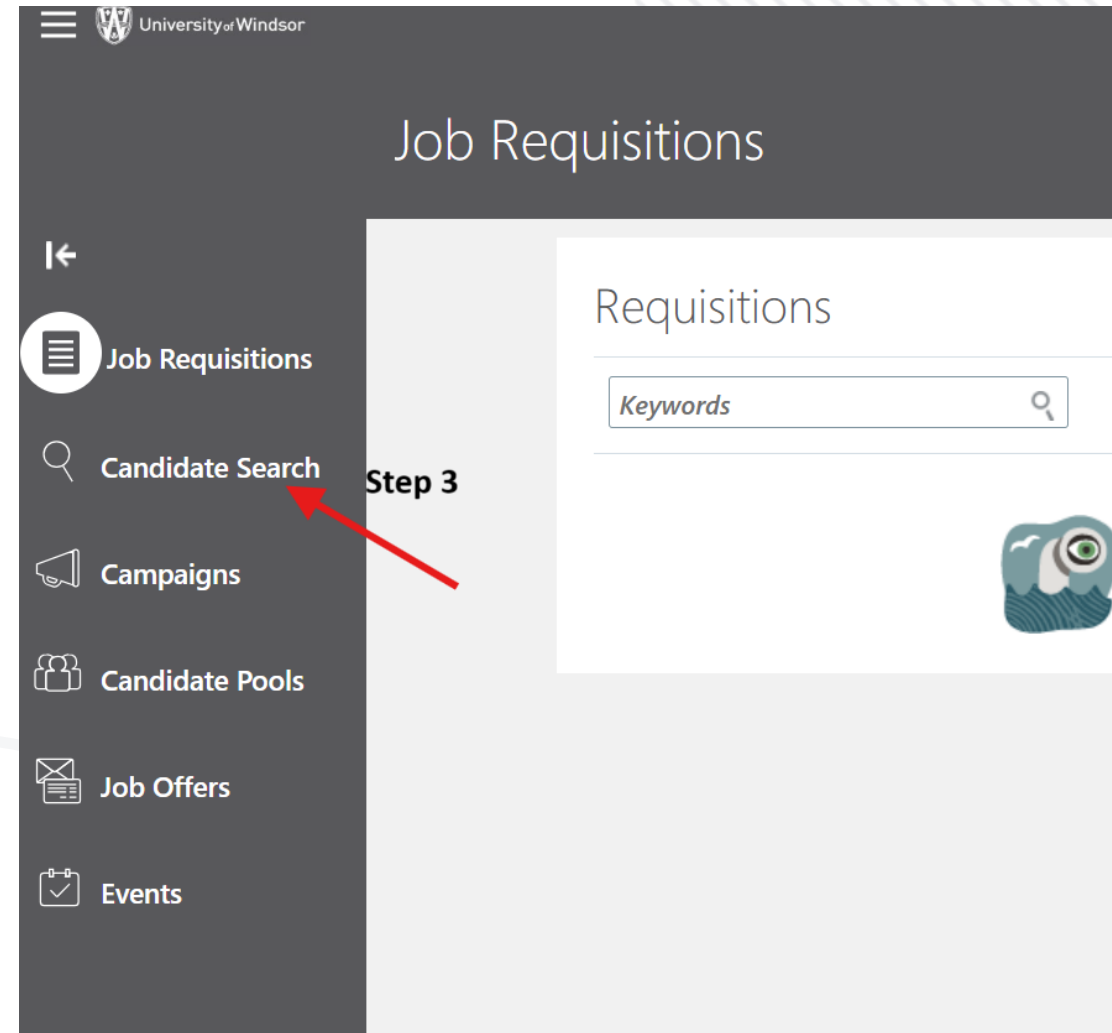 University of Windsor
Job Requisitions
Job Requisitions
Requisitions
Keywords
Candidate Search
Step 3
Campaigns
Candidate Pools
Job Offers
Events